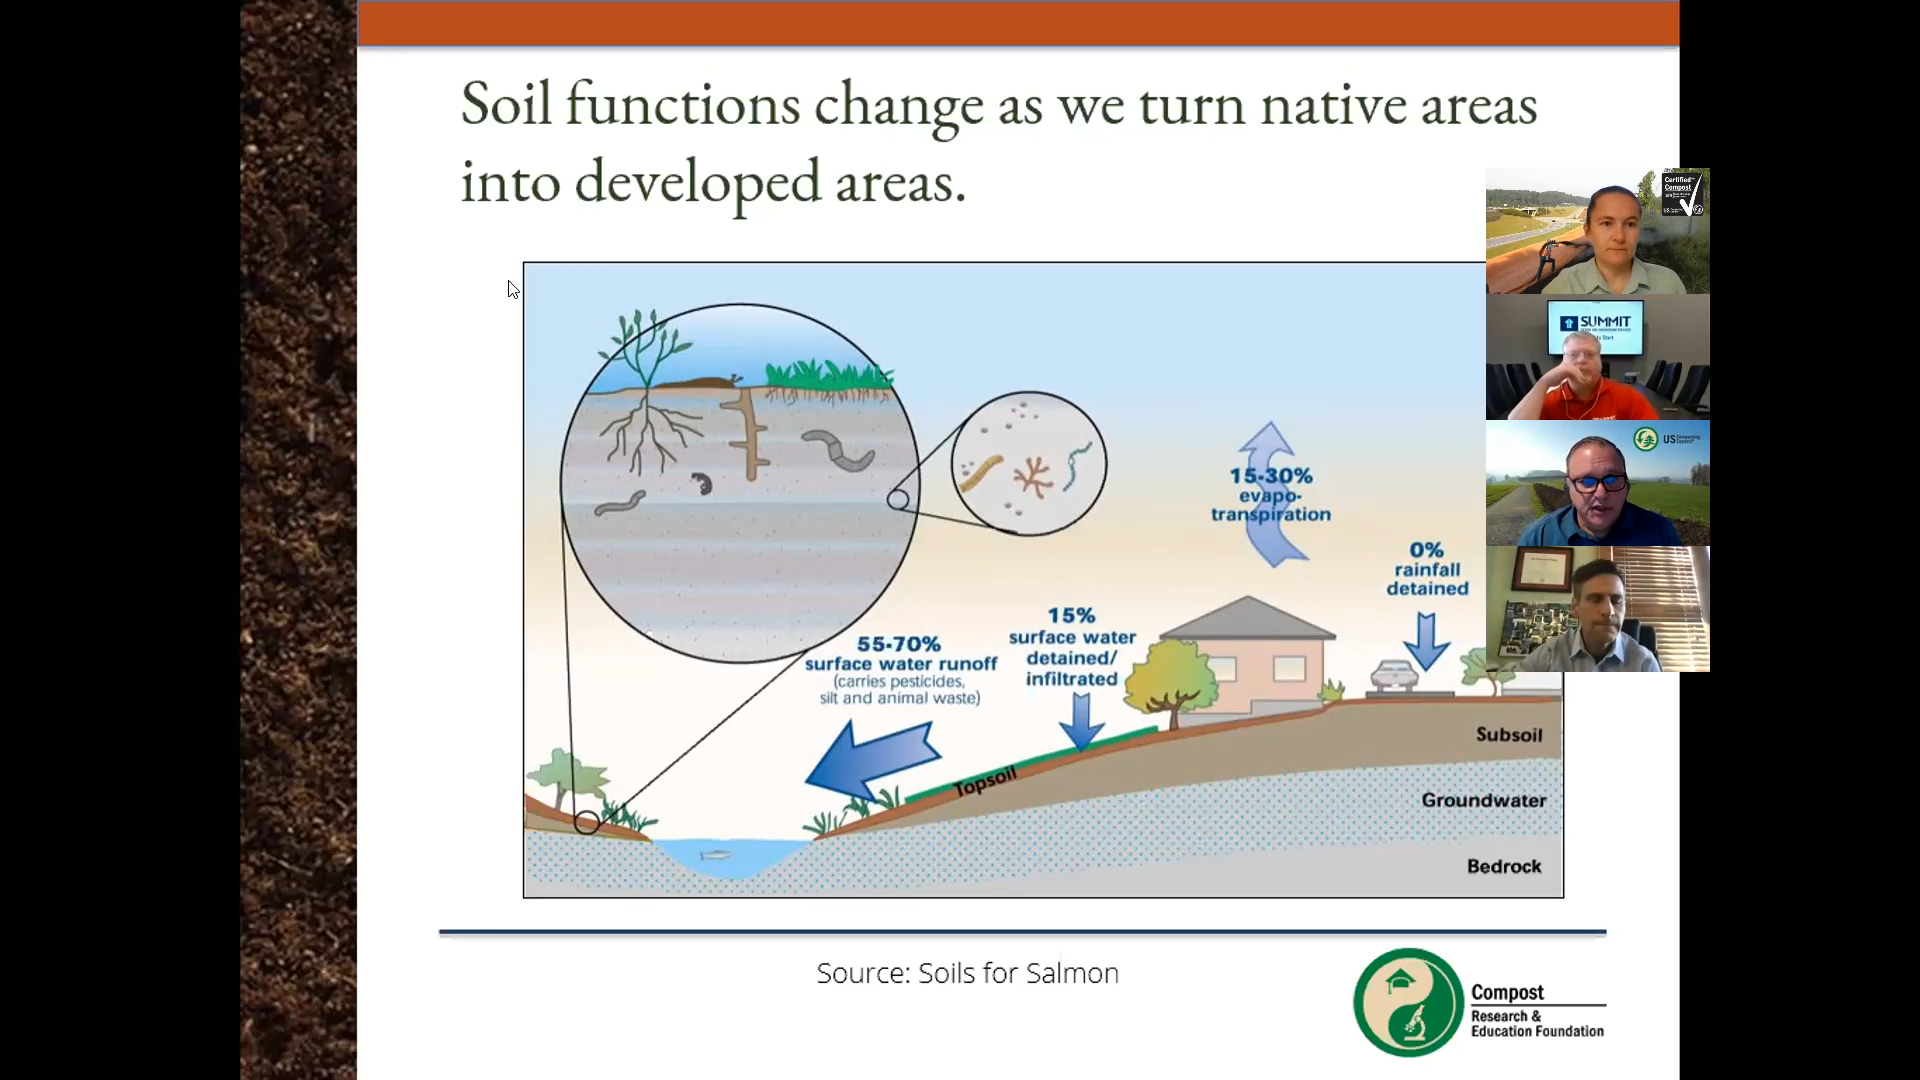 Soil functions change as we turn native areas
into developed areas.
Certified
Compost
SUMMIT
US Composting
Council
15-30%
evapo-
transpiration
0%
rainfall
detained
15%
surface water
detained/
infiltrated
55-70%
surface water runoff
(carries pesticides,
silt and animal waste)
Topsoil
Subsoil
Groundwater
Bedrock
Source: Soils for Salmon
Compost
Research &
Education Foundation